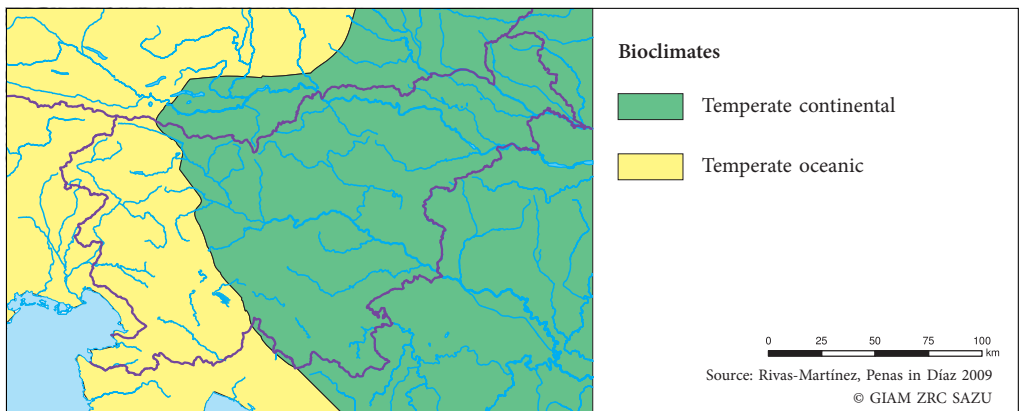 Bioclimates
Temperate continental
Temperate oceanic
0 25 50 75 100
km
Source: Rivas-Martínez, Penas in Díaz 2009
© GIAM ZRC SAZU